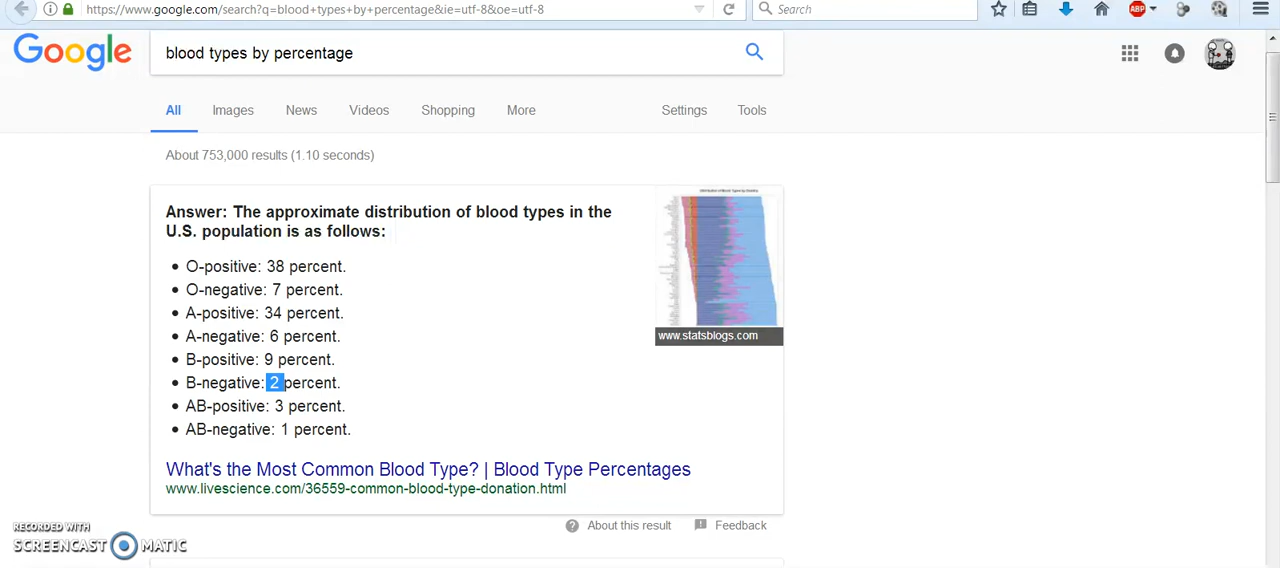 https://www.google.com/search?q=blood+types+by+percentage&ie=utf-8&oe=utf-8
Search
ABP
Google
blood types by percentage
All Images News Videos Shopping More Settings Tools
About 753,000 results (1.10 seconds)
Answer: The approximate distribution of blood types in the
U.S. population is as follows:
O-positive: 38 percent.
O-negative: 7 percent.
A-positive: 34 percent.
A-negative: 6 percent.
B-positive: 9 percent.
B-negative: 2 percent.
AB-positive: 3 percent.
AB-negative: 1 percent.
www.statsblogs.com
What's the Most Common Blood Type? | Blood Type Percentages
www.livescience.com/36559-common-blood-type-donation.html
About this result Feedback
RECORDED WITH
SCREENCAST MATIC